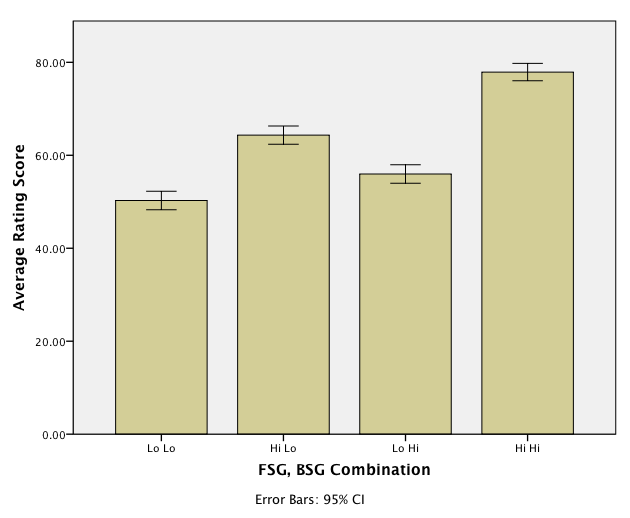 Average Rating Score
80.00
60.00
40.00
20.00
0.00
Lo Lo
Hi Lo
Lo Hi
Hi Hi
FSG, BSG Combination
Error Bars: 95% CI